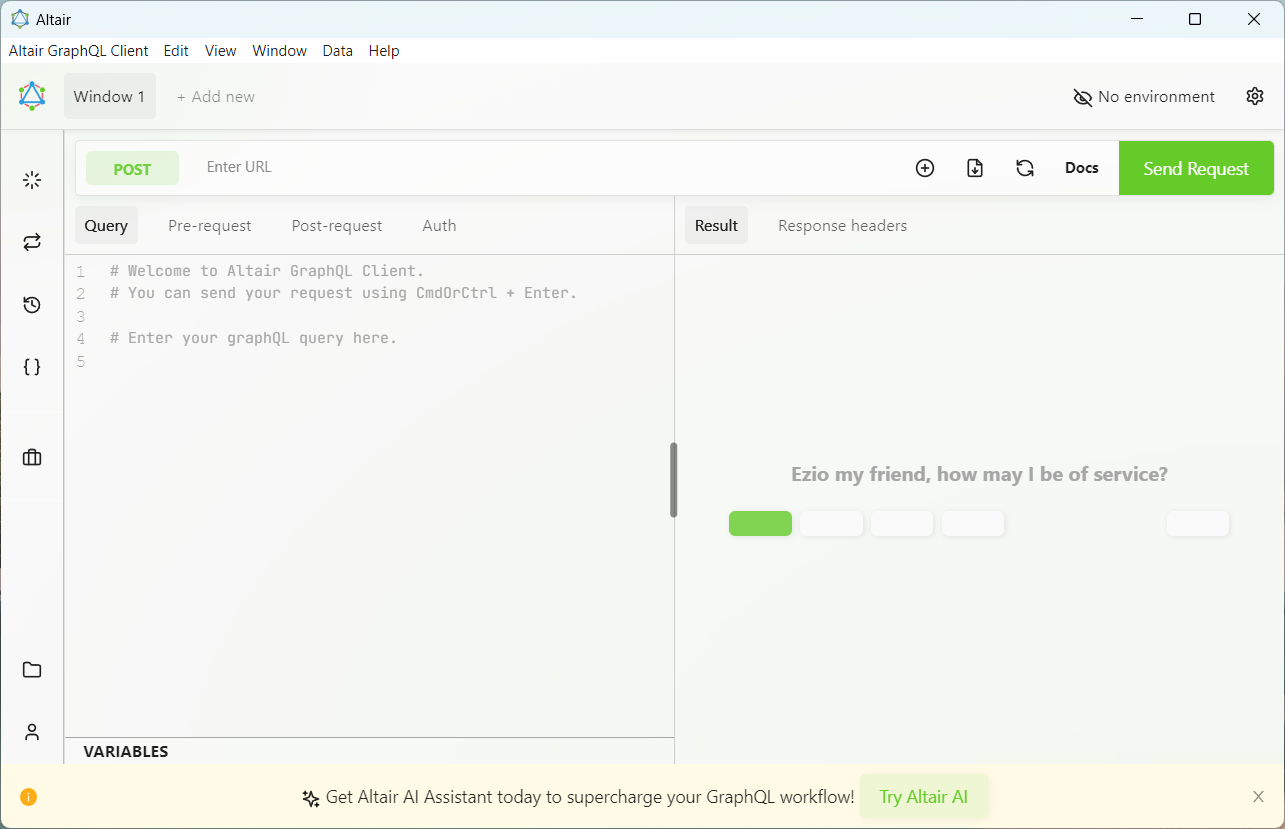 Altair
Altair GraphQL Client Edit View Window Data Help
Window 1 + Add new No environment
POST Enter URL Docs Send Request
Query Pre-request Post-request Auth Result Response headers
1 # Welcome to Altair GraphQL Client.
2 # You can send your request using CmdOrCtrl + Enter.
3
4 # Enter your graphQL query here.
5
Ezio my friend, how may I be of service?
VARIABLES
Get Altair AI Assistant today to supercharge your GraphQL workflow! Try Altair AI